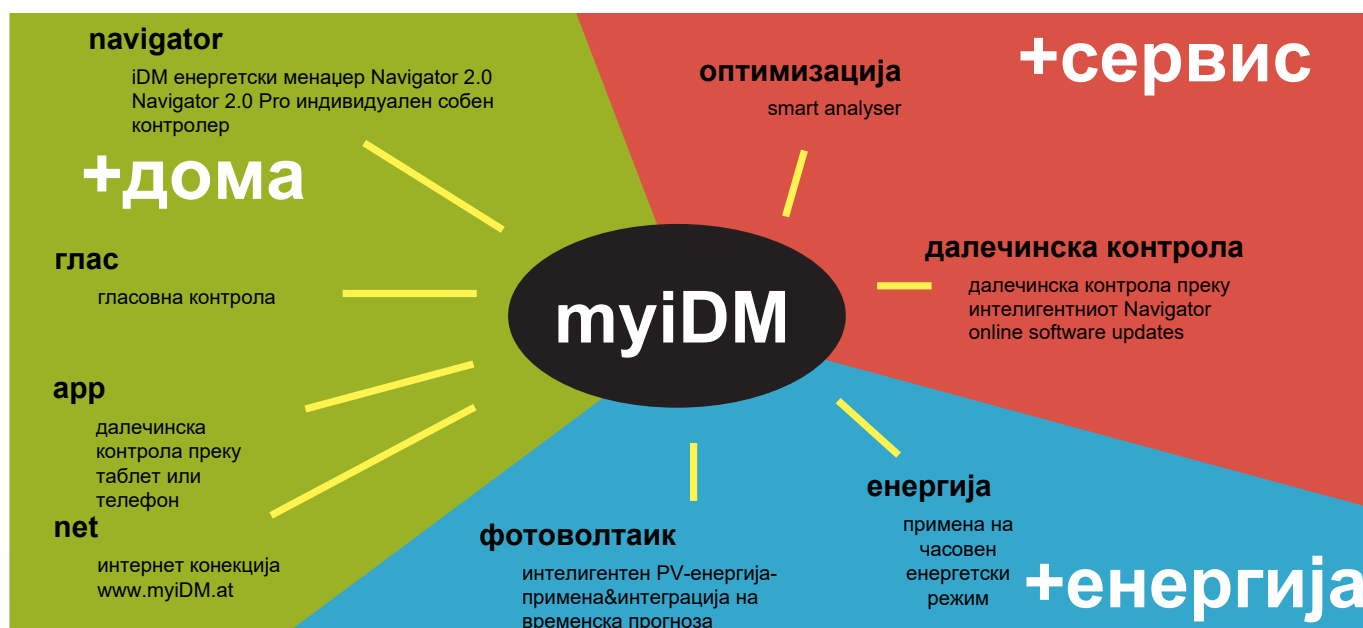 navigator
iDM енергетски менаџер Navigator 2.0
Navigator 2.0 Pro индивидуален собен
контролер
+дома
глас
гласовна контрола
app
далечинска
контрола преку
таблет или
телефон
net
интернет конекција
www.myiDM.at
myiDM
+сервис
оптимизација
smart analyser
далечинска контрола
далечинска контрола преку
интелигентниот Navigator
online software updates
фотоволтаик
интелигентен PV-енергија-
примена&интеграција на
временска прогноза
енергија
примена на
часовен
енергетски
режим
+енергија